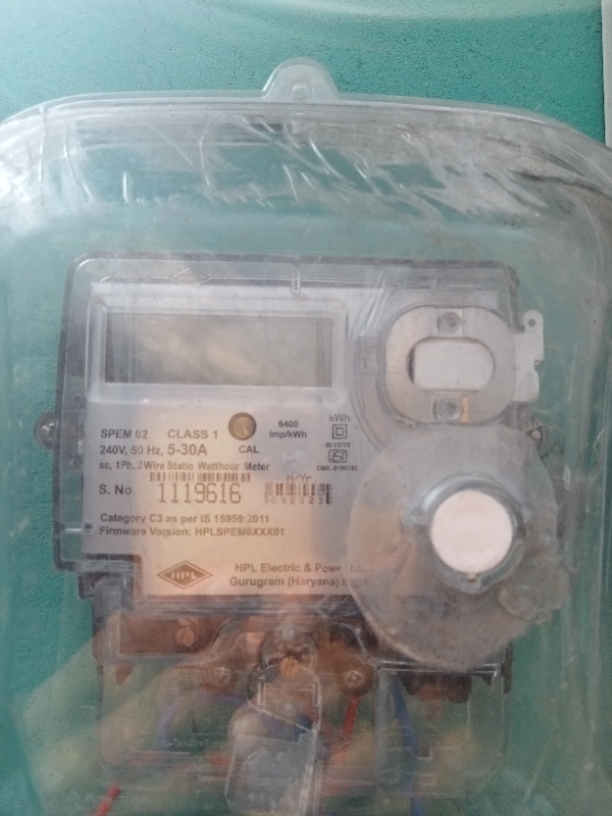 SPEM 02 CLASS 1
240V, 50 Hz, 5-30A CAL
6400
imp/kWh
kWh
ac, 1Ph, 2Wire Static Watthour Meter
S. No. 1119616
Category C3 as per IS 15959:2011
Firmware Version: HPLSPEM6XXX01
HPL
HPL Electric & Power
Gurugram (Haryana)